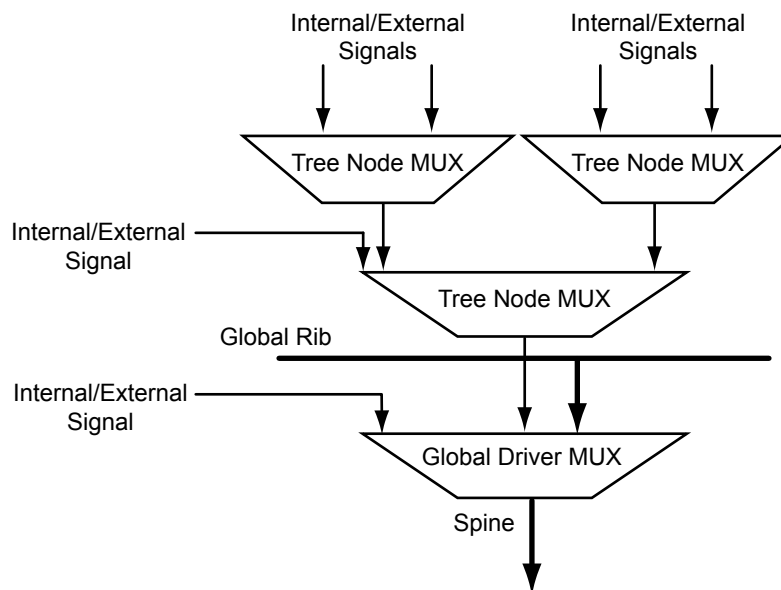 Internal/External
Signals
Internal/External
Signals
Tree Node MUX
Tree Node MUX
Internal/External
Signal
Tree Node MUX
Global Rib
Internal/External
Signal
Global Driver MUX
Spine